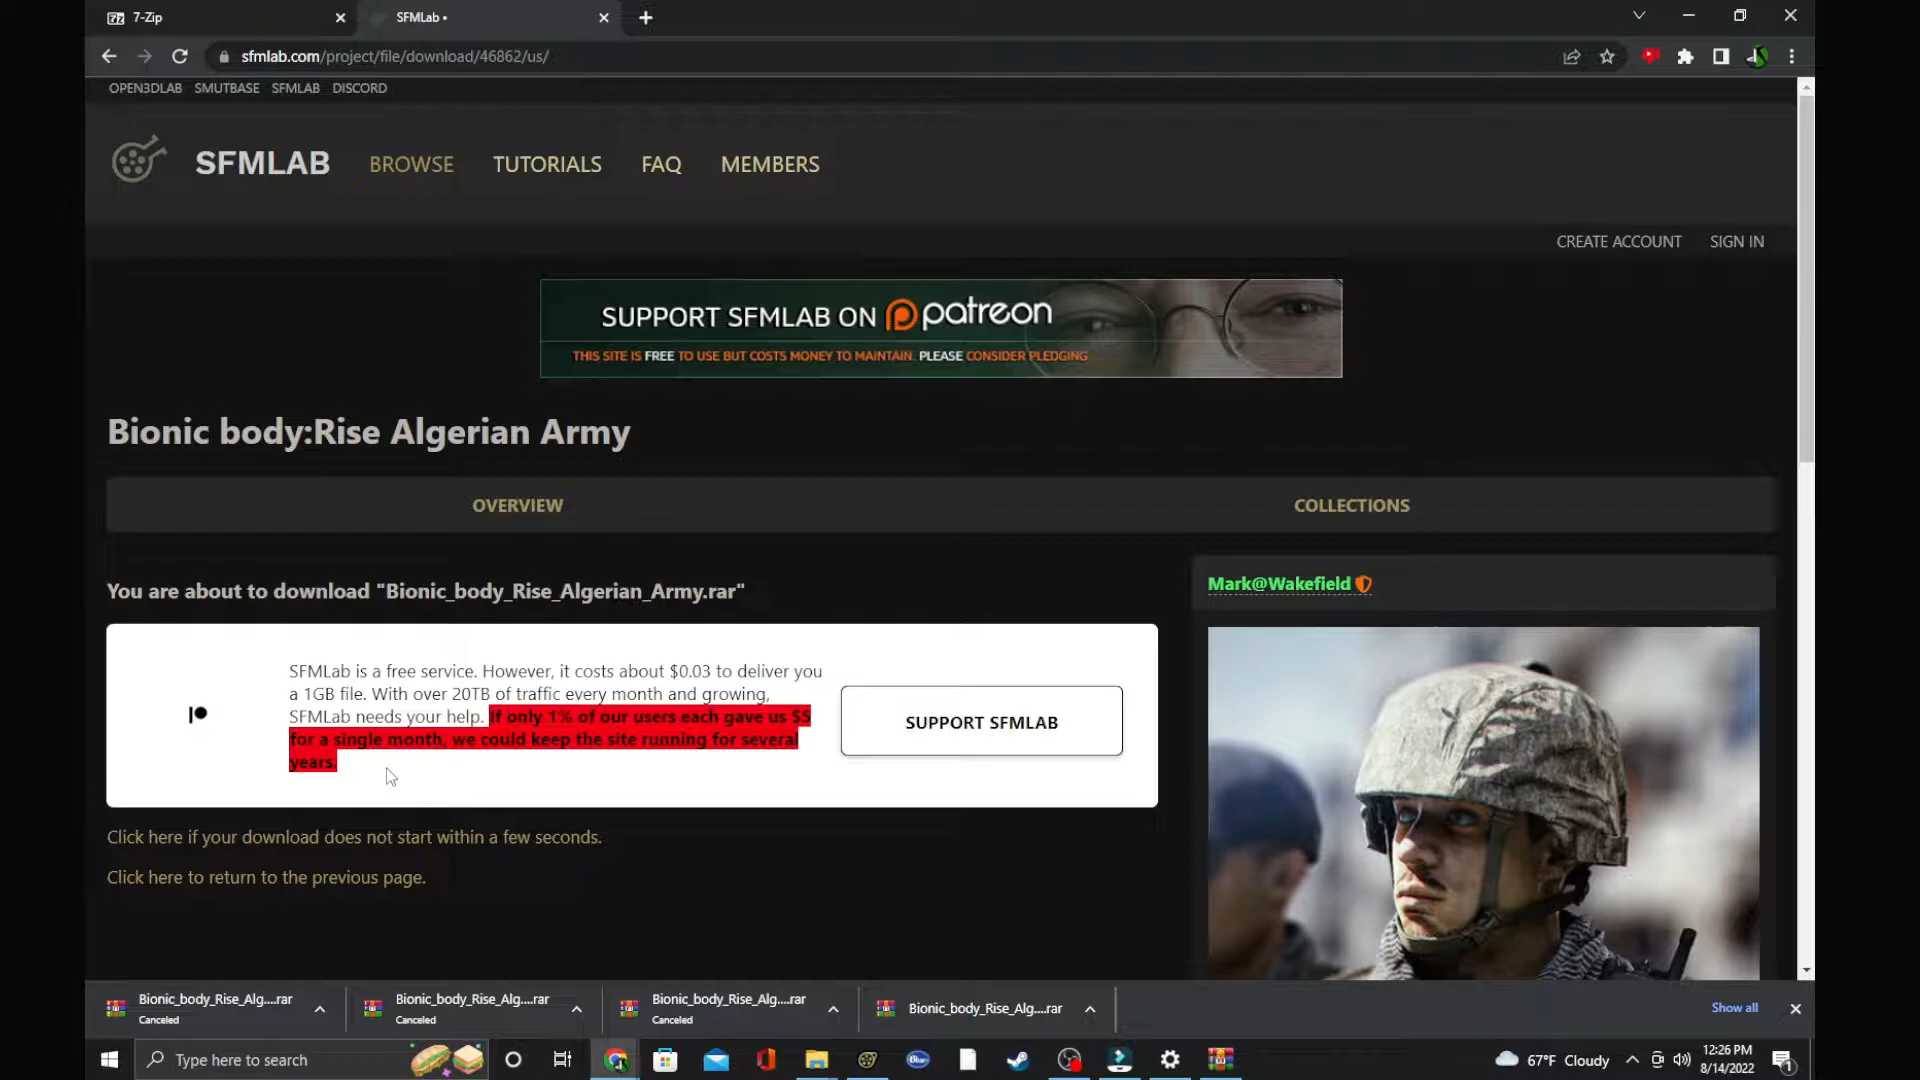 7-Zip
SFMLab •
sfmlab.com/project/file/download/46862/us/
OPEN3DLAB SMUTBASE SFMLAB DISCORD
SFMLAB BROWSE TUTORIALS FAQ MEMBERS
CREATE ACCOUNT SIGN IN
SUPPORT SFMLAB ON patreon
THIS SITE IS FREE TO USE BUT COSTS MONEY TO MAINTAIN. PLEASE CONSIDER PLEDGING
Bionic body:Rise Algerian Army
OVERVIEW COLLECTIONS
You are about to download "Bionic_body_Rise_Algerian_Army.rar"
Mark@Wakefield
SFMLab is a free service. However, it costs about $0.03 to deliver you
a 1GB file. With over 20TB of traffic every month and growing,
SFMLab needs your help. If only 1% of our users each gave us $5
for a single month, we could keep the site running for several
years.
SUPPORT SFMLAB
Click here if your download does not start within a few seconds.
Click here to return to the previous page.
Bionic_body_Rise_Alg....rar
Canceled
Bionic_body_Rise_Alg....rar
Canceled
Bionic_body_Rise_Alg....rar
Canceled
Bionic_body_Rise_Alg....rar
Show all
Type here to search
67°F Cloudy
12:26 PM
8/14/2022